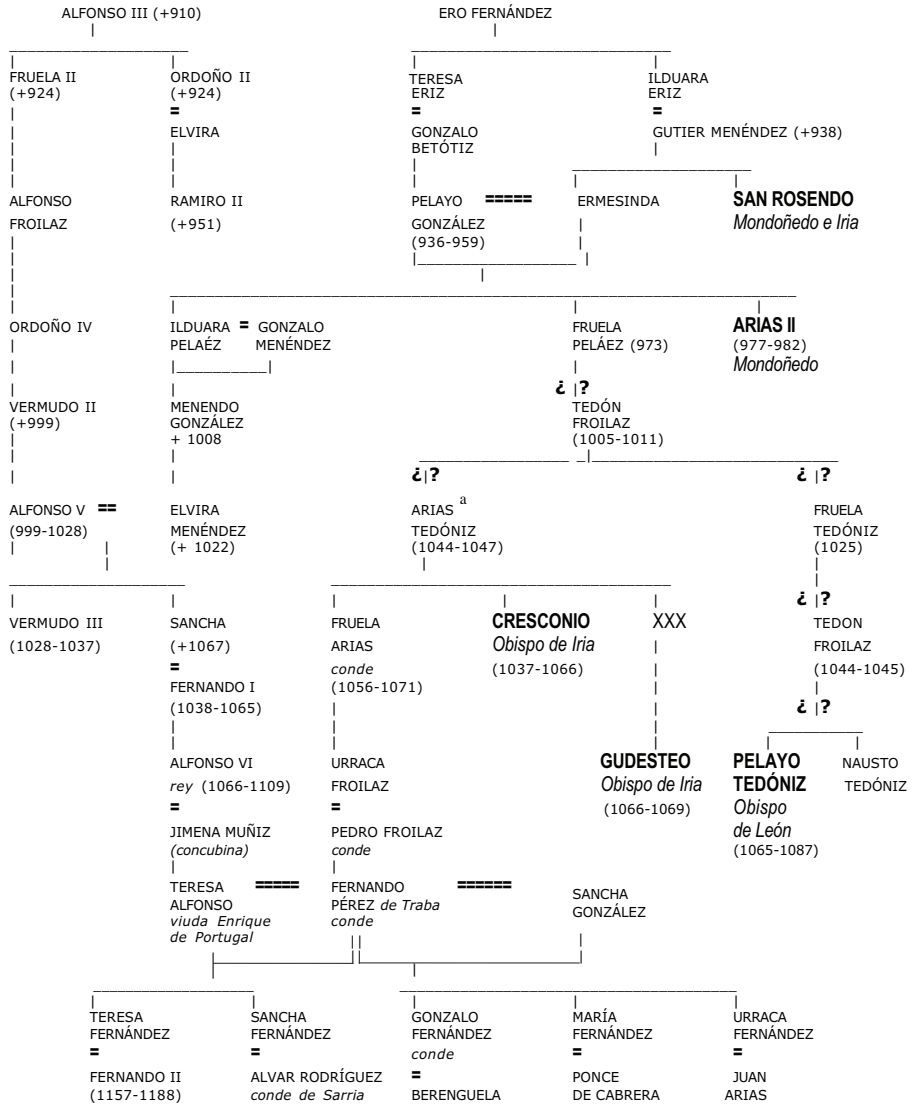 ALFONSO III (+910) ERO FERNÁNDEZ
FRUELA II ORDOÑO II TERESA ILDUARA
(+924) (+924) ERIZ ERIZ
= = =
ELVIRA GONZALO GUTIER MENÉNDEZ (+938)
BETÓTIZ
ALFONSO RAMIRO II PELAYO ===== ERMESINDA SAN ROSENDO
FROILAZ (+951) GONZÁLEZ Mondoñedo e Iria
(936-959)
ORDOÑO IV ILDUARA = GONZALO FRUELA ARIAS II
PELAÉZ MENÉNDEZ PELÁEZ (973) (977-982)
Mondoñedo
¿ ?
VERMUDO II MENENDO TEDÓN
(+999) GONZÁLEZ FROILAZ
+ 1008 (1005-1011)
¿ ? ¿ ?
ALFONSO V == ELVIRA ARIAS a FRUELA
(999-1028) MENÉNDEZ TEDÓNIZ TEDÓNIZ
(+ 1022) (1044-1047) (1025)
¿ ?
VERMUDO III SANCHA FRUELA CRESCONIO XXX TEDON
(1028-1037) (+1067) ARIAS Obispo de Iria FROILAZ
= conde (1037-1066) (1044-1045)
FERNANDO I (1056-1071)
(1038-1065) ¿ ?
ALFONSO VI URRACA GUDESTEO PELAYO NAUSTO
rey (1066-1109) FROILAZ Obispo de Iria TEDÓNIZ TEDÓNIZ
= = (1066-1069) Obispo
JIMENA MUÑIZ PEDRO FROILAZ de León
(concubina) conde (1065-1087)
TERESA ===== FERNANDO ====== SANCHA
ALFONSO PÉREZ de Traba GONZÁLEZ
viuda Enrique conde
de Portugal
TERESA SANCHA GONZALO MARÍA URRACA
FERNÁNDEZ FERNÁNDEZ FERNÁNDEZ FERNÁNDEZ FERNÁNDEZ
= = conde = =
FERNANDO II ALVAR RODRÍGUEZ = PONCE JUAN
(1157-1188) conde de Sarria BERENGUELA DE CABRERA ARIAS